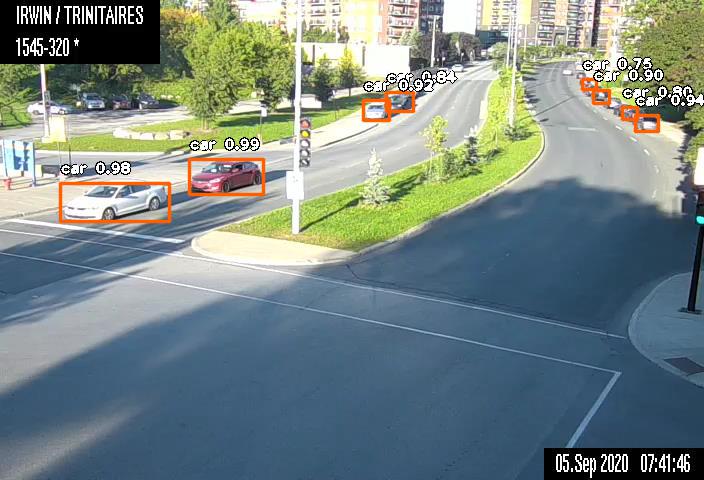 IRWIN / TRINITAIRES
1545-320 *
car 0.75
car 0.84
car 0.90
car 0.92
car 0.80
car 0.94
car 0.99
car 0.98
05.Sep 2020 07:41:46